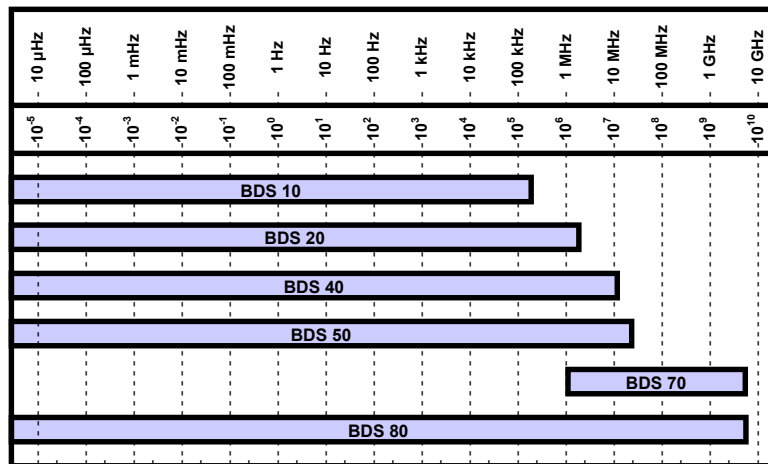 10 µHz
100 µHz
1 mHz
10 mHz
100 mHz
1 Hz
10 Hz
100 Hz
1 kHz
10 kHz
100 kHz
1 MHz
10 MHz
100 MHz
1 GHz
10 GHz
10⁻⁵
10⁻⁴
10⁻³
10⁻²
10⁻¹
10⁰
10¹
10²
10³
10⁴
10⁵
10⁶
10⁷
10⁸
10⁹
10¹⁰
BDS 10
BDS 20
BDS 40
BDS 50
BDS 70
BDS 80